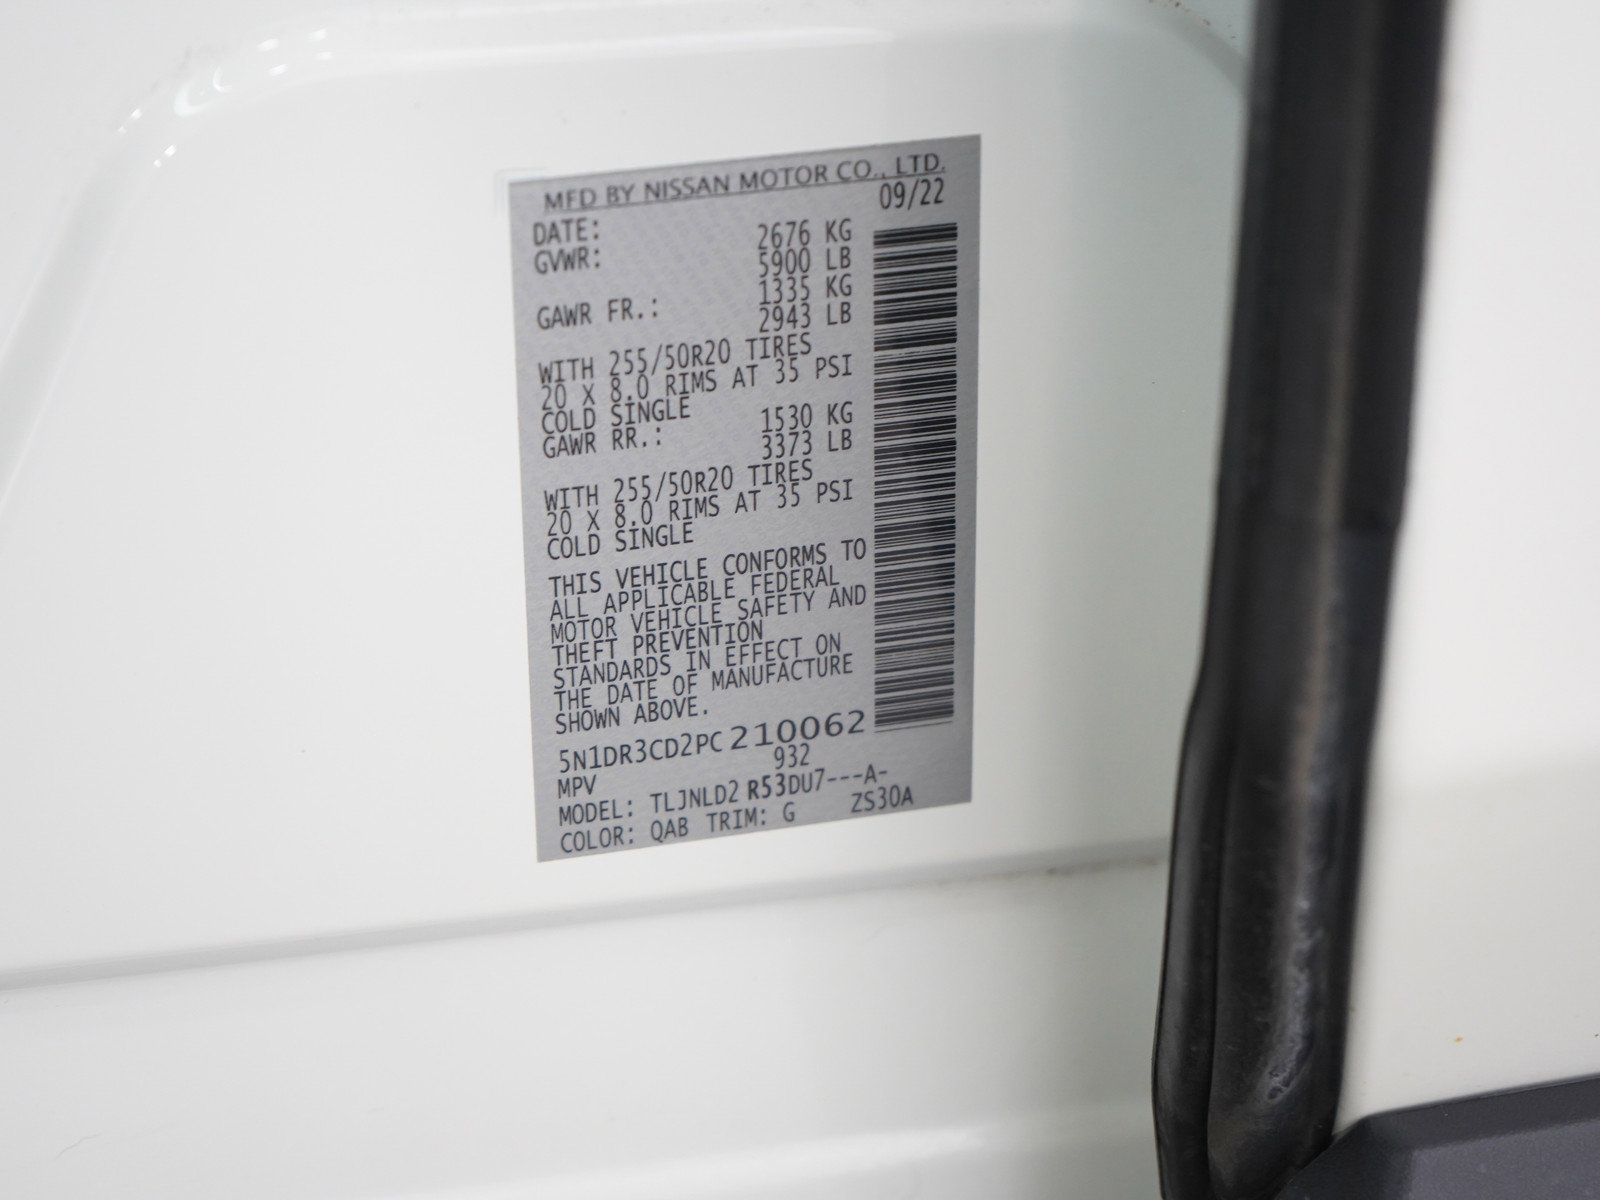 MFD BY NISSAN MOTOR CO., LTD.
DATE: 09/22
GVWR: 2676 KG
5900 LB
GAWR FR.: 1335 KG
2943 LB
WITH 255/50R20 TIRES
20 X 8.0 RIMS AT 35 PSI
COLD SINGLE
GAWR RR.: 1530 KG
3373 LB
WITH 255/50R20 TIRES
20 X 8.0 RIMS AT 35 PSI
COLD SINGLE
THIS VEHICLE CONFORMS TO
ALL APPLICABLE FEDERAL
MOTOR VEHICLE SAFETY AND
THEFT PREVENTION
STANDARDS IN EFFECT ON
THE DATE OF MANUFACTURE
SHOWN ABOVE.
5N1DR3CD2PC210062
MPV 932
MODEL: TLJNLD2 R53DU7---A-
COLOR: QAB TRIM: G ZS30A